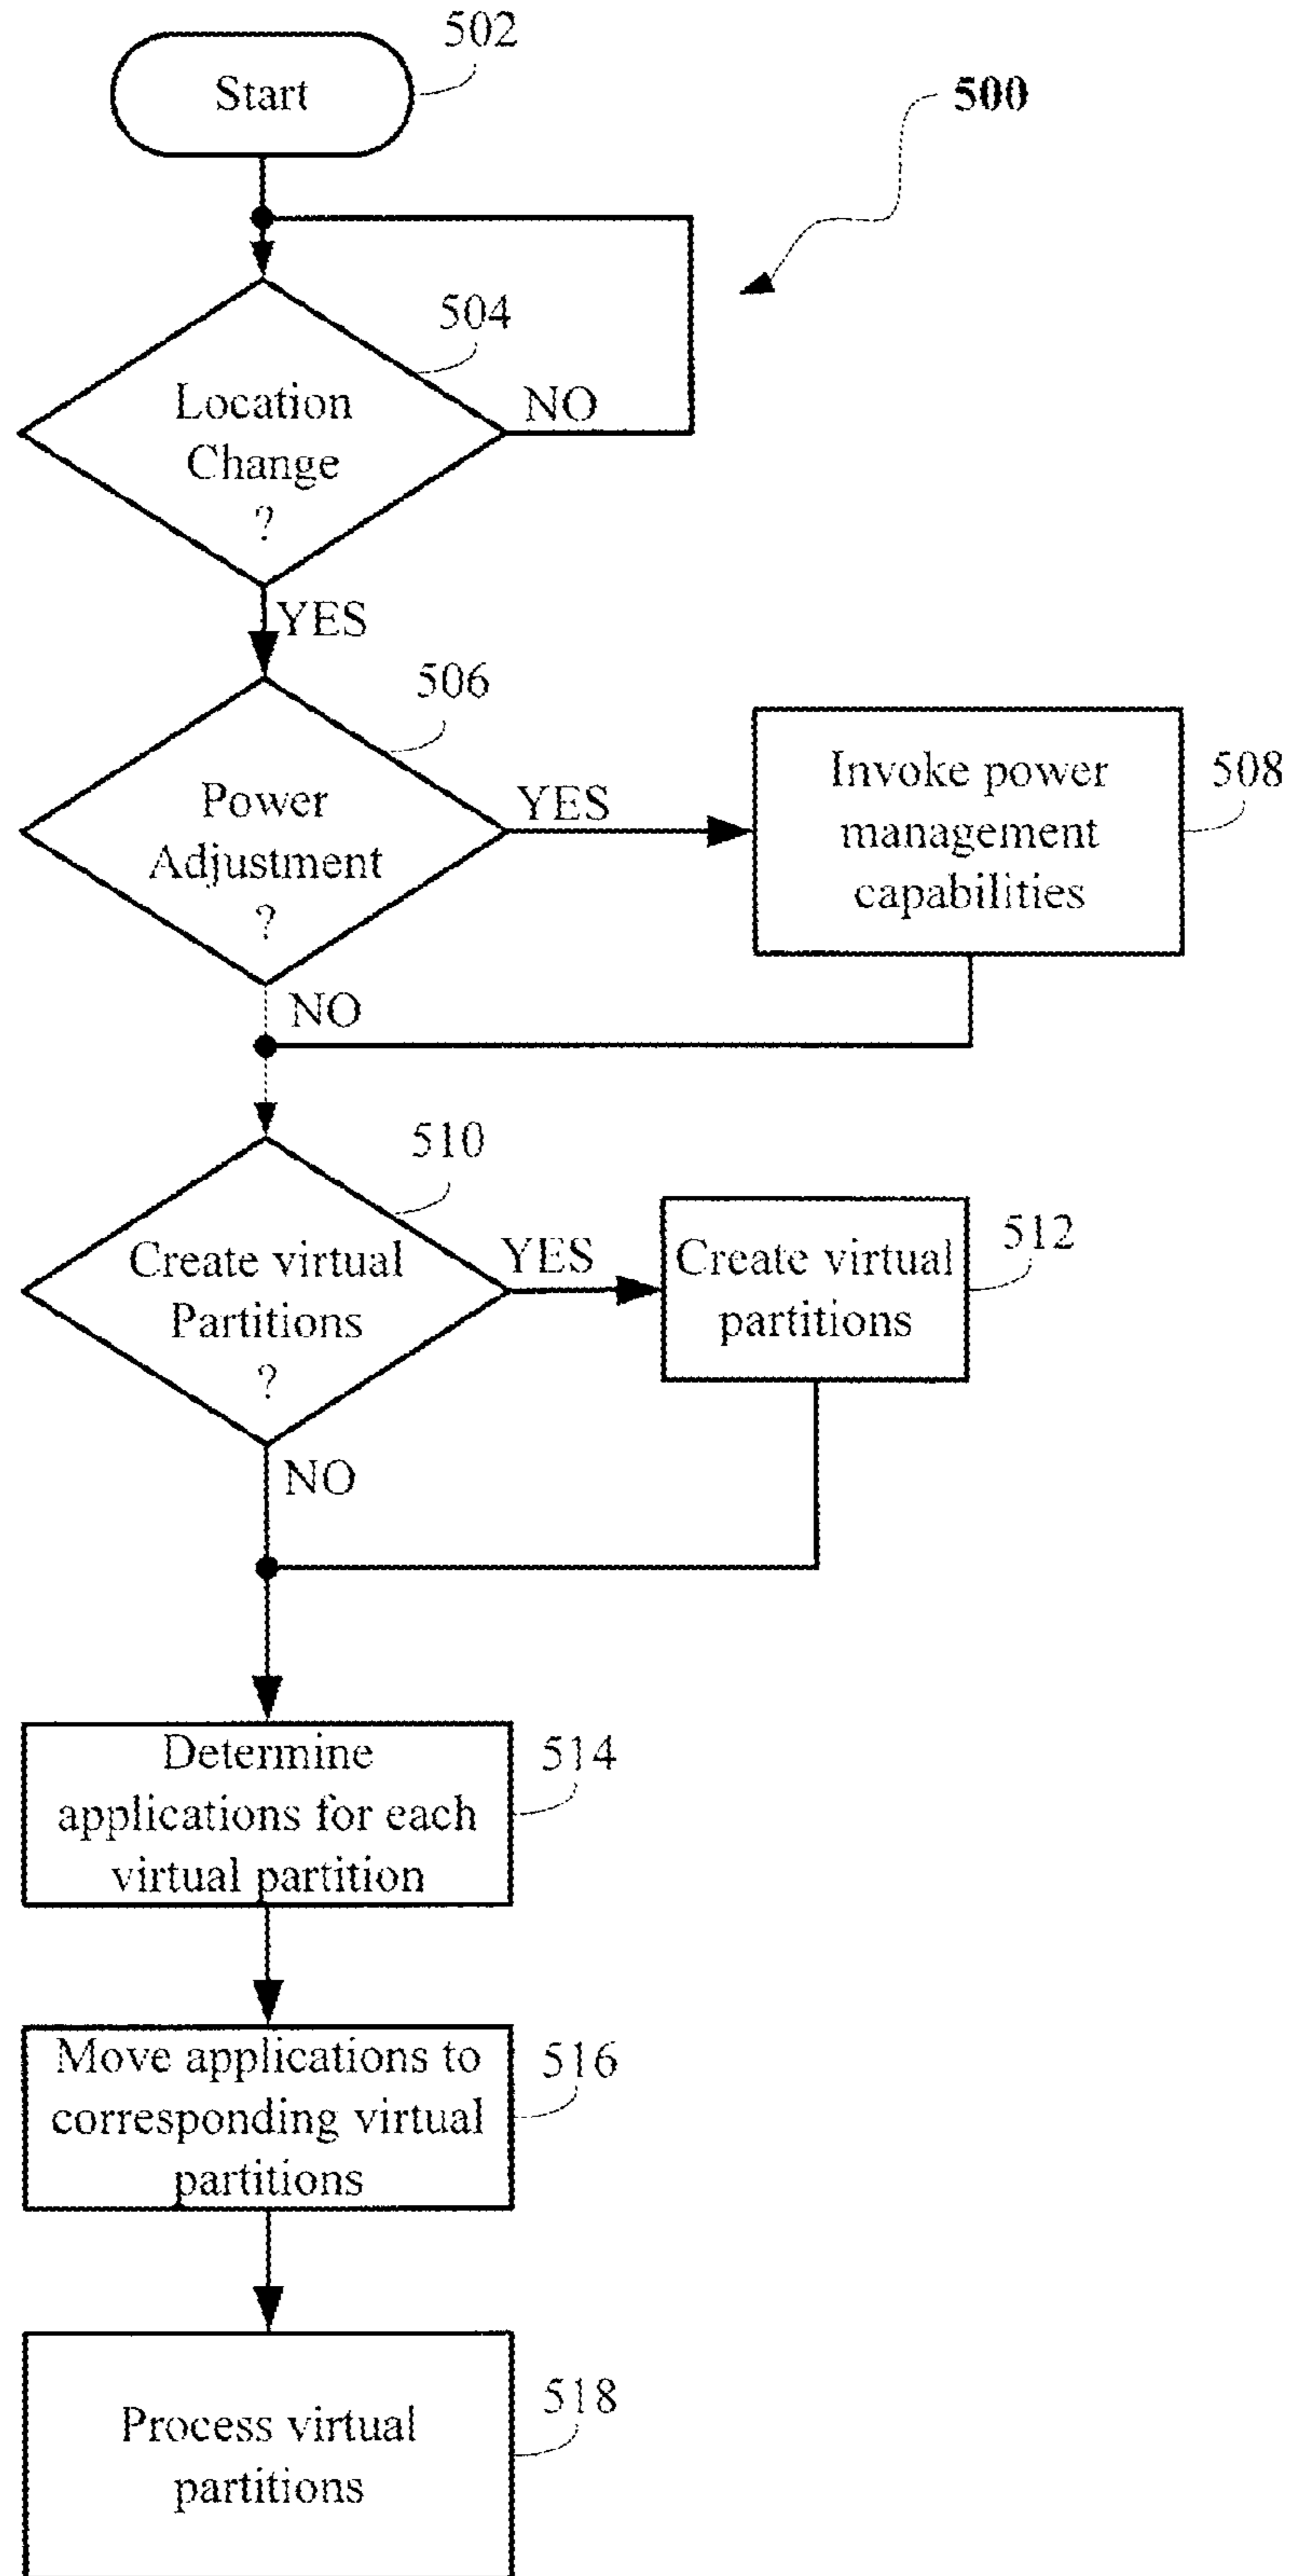 502
Start
500
504
Location
Change
?
NO
YES
506
Power
Adjustment
?
YES
Invoke power
management
capabilities
508
NO
510
Create virtual
Partitions
?
YES
Create virtual
partitions
512
NO
Determine
applications for each
virtual partition
514
Move applications to
corresponding virtual
partitions
516
Process virtual
partitions
518